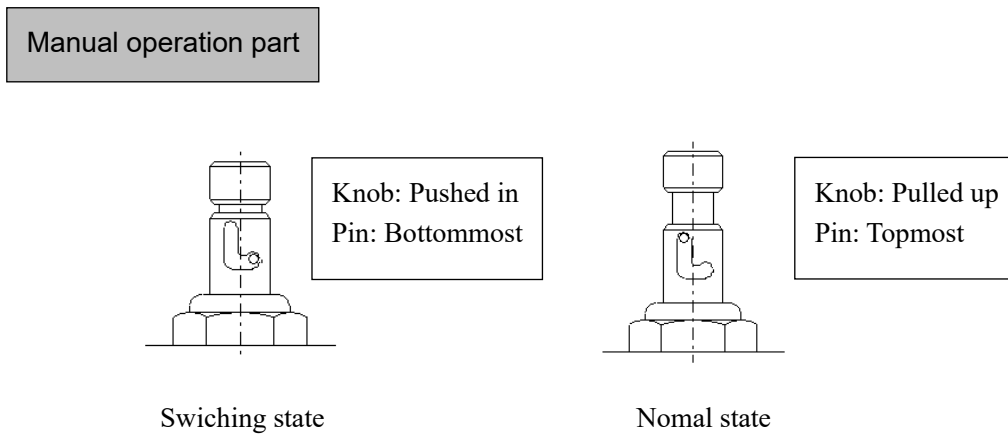 Manual operation part
Knob: Pushed in
Pin: Bottommost
Knob: Pulled up
Pin: Topmost
Swiching state
Nomal state